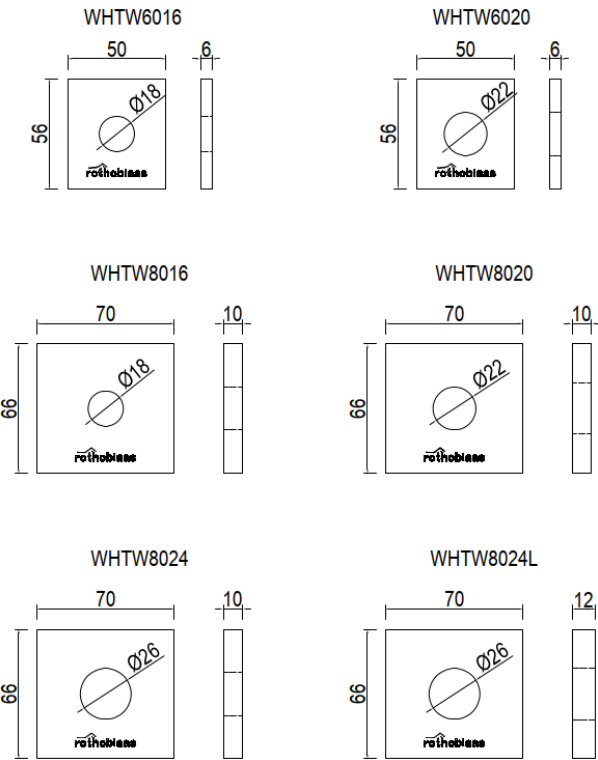 WHTW6016
50
6
56
Ø18
rothoblaas
WHTW6020
50
6
56
Ø22
rothoblaas
WHTW8016
70
10
66
Ø18
rothoblaas
WHTW8020
70
10
66
Ø22
rothoblaas
WHTW8024
70
10
66
Ø26
rothoblaas
WHTW8024L
70
12
66
Ø26
rothoblaas